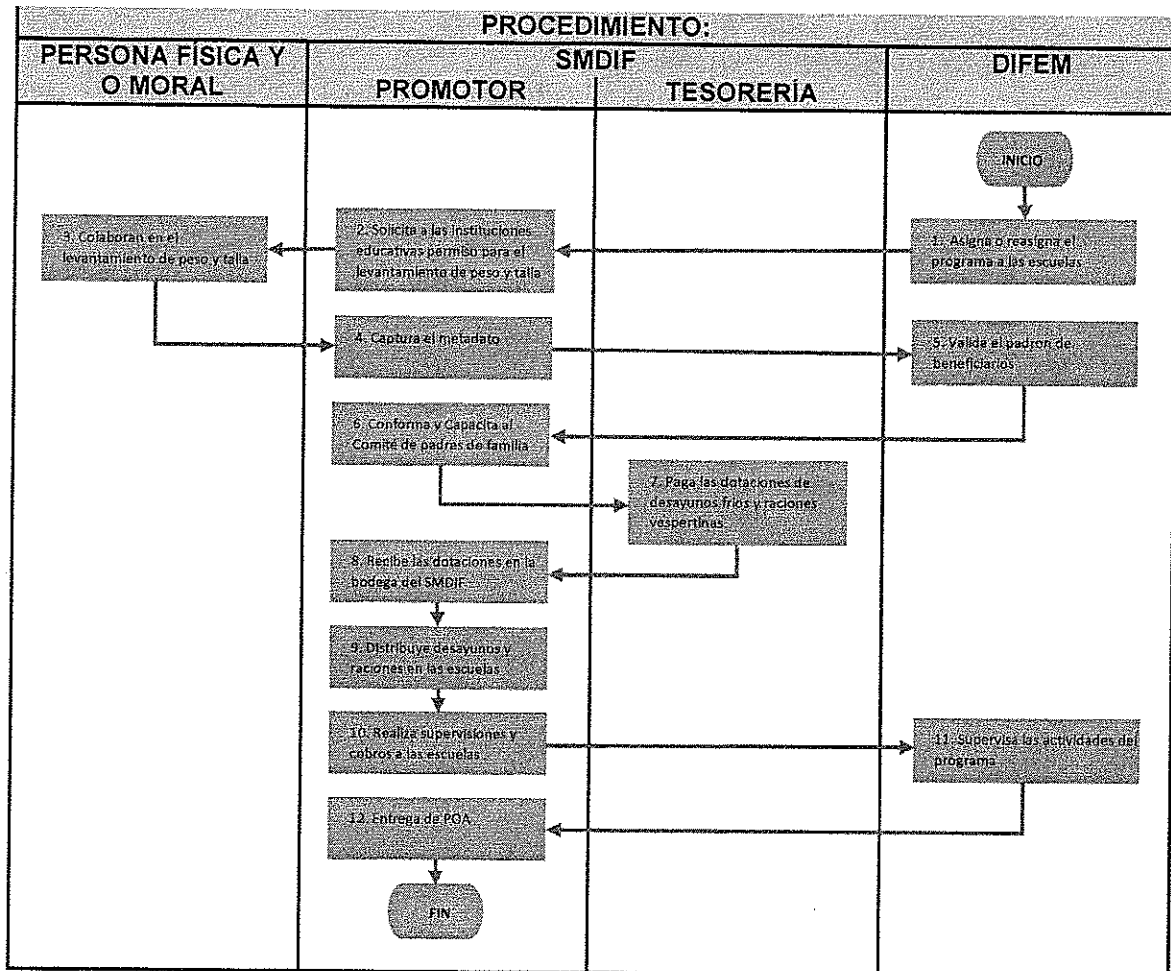 PROCEDIMIENTO:
PERSONA FÍSICA Y
O MORAL
SMDIF
PROMOTOR
TESORERÍA
DIFEM
INICIO
1. Asigna o reasigna el
programa a las escuelas
2. Solicita a las instituciones
educativas permiso para el
levantamiento de peso y talla
3. Colaboran en el
levantamiento de peso y talla
4. Captura el metadato
5. Valida el padrón de
beneficiarios
6. Conforma y Capacita al
Comité de padres de familia
7. Paga las dotaciones de
desayunos fríos y raciones
vespertinas
8. Recibe las dotaciones en la
bodega del SMDIF
9. Distribuye desayunos y
raciones en las escuelas
10. Realiza supervisiones y
cobros a las escuelas
11. Supervisa las actividades del
programa
12. Entrega de POA
FIN